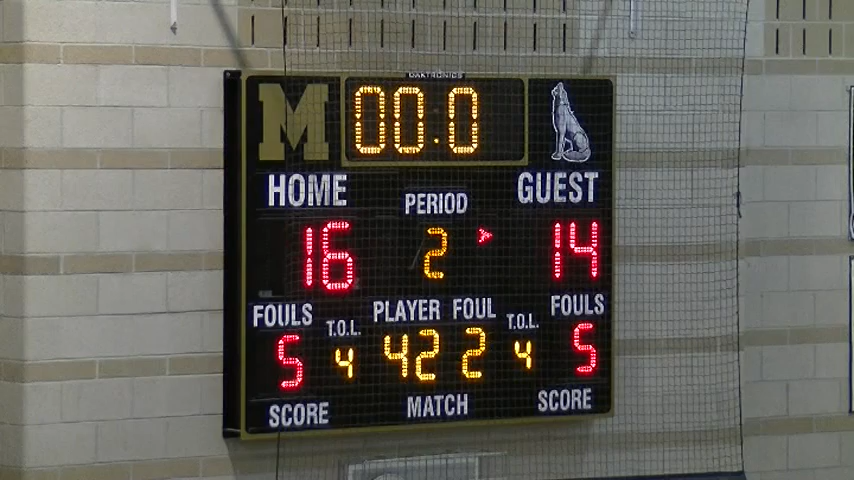 DAKTRONICS
M 00:0
HOME GUEST
PERIOD
16 2 14
FOULS PLAYER FOUL FOULS
T.O.L. T.O.L.
5 4 42 2 4 5
SCORE MATCH SCORE